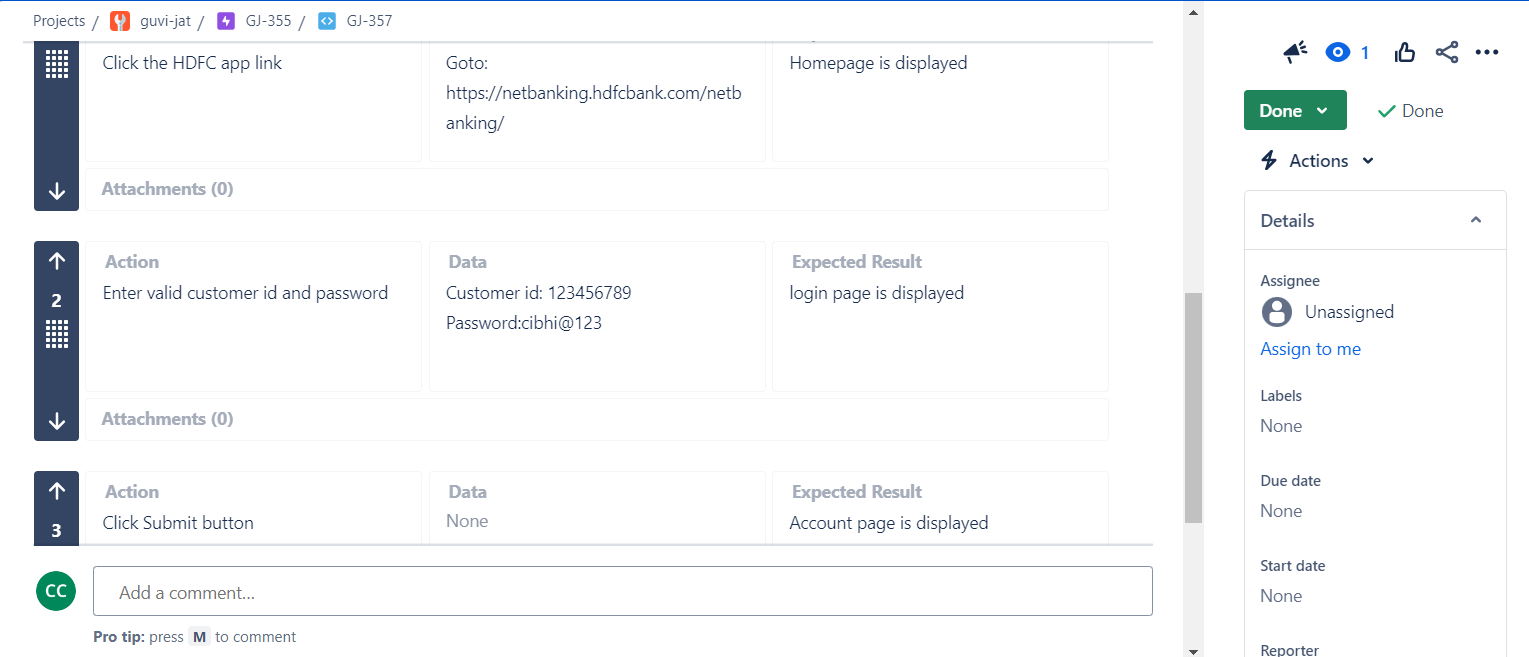 Projects / guvi-jat / GJ-355 / GJ-357
1
Done
Done
Actions
Click the HDFC app link
Goto:
https://netbanking.hdfcbank.com/netb
anking/
Homepage is displayed
Attachments (0)
2
Action
Enter valid customer id and password
Data
Customer id: 123456789
Password:cibhi@123
Expected Result
login page is displayed
Attachments (0)
3
Action
Click Submit button
Data
None
Expected Result
Account page is displayed
CC
Add a comment...
Pro tip: press M to comment
Details
Assignee
Unassigned
Assign to me
Labels
None
Due date
None
Start date
None
Reporter